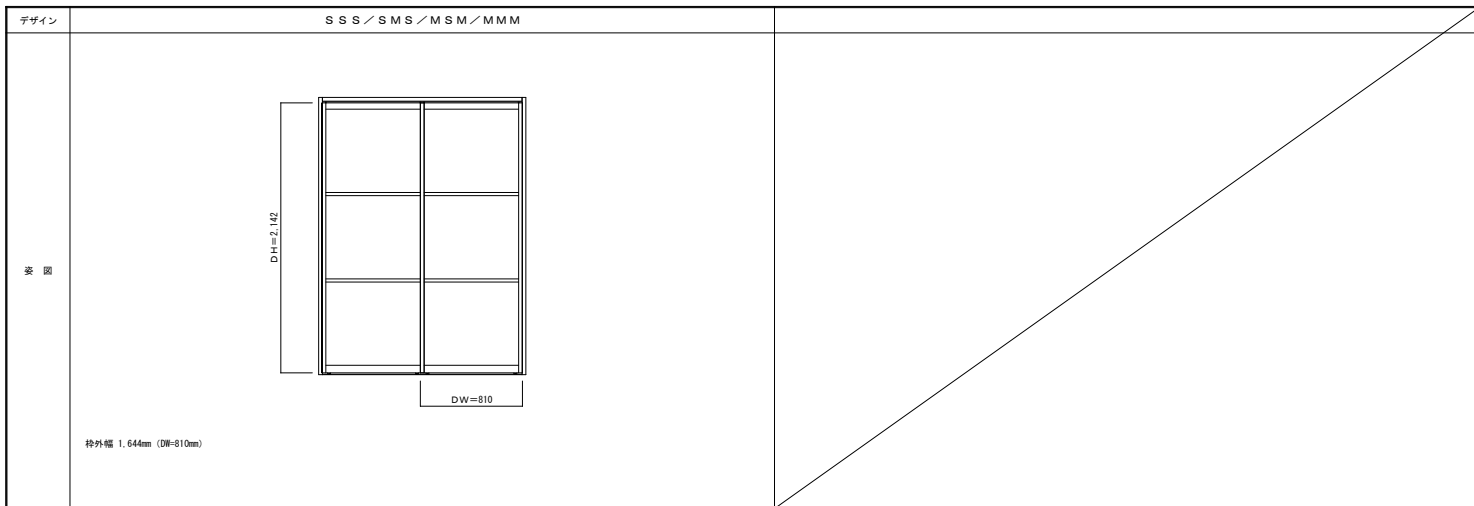 デザイン
ＳＳＳ／ＳＭＳ／ＭＳＭ／ＭＭＭ
姿 図
ＤＨ＝2,142
ＤＷ＝810
枠外幅 1,644mm (DW=810mm)